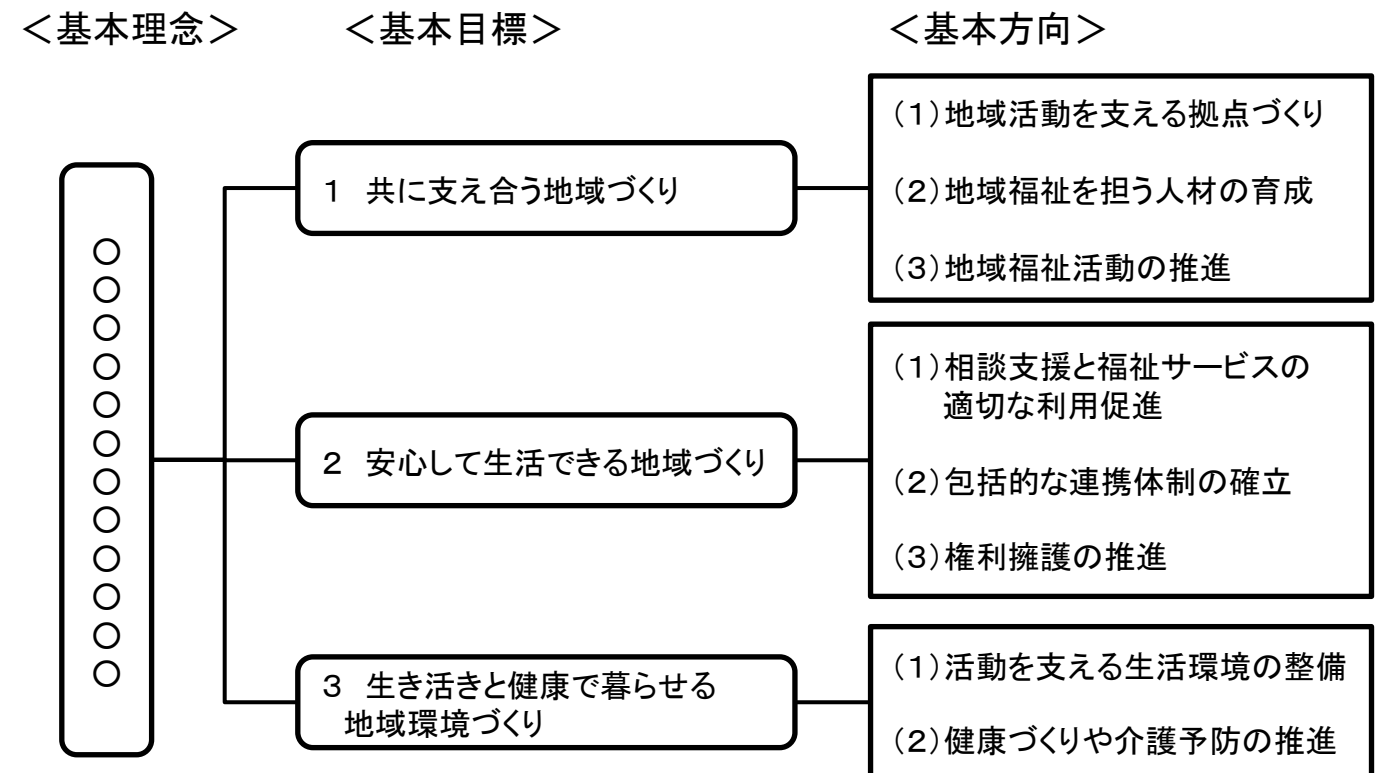 ＜基本理念＞
＜基本目標＞
＜基本方向＞
○○○○○○○○○○○○
１　共に支え合う地域づくり
（１）地域活動を支える拠点づくり
（２）地域福祉を担う人材の育成
（３）地域福祉活動の推進
２　安心して生活できる地域づくり
（１）相談支援と福祉サービスの
適切な利用促進
（２）包括的な連携体制の確立
（３）権利擁護の推進
３　生き活きと健康で暮らせる
地域環境づくり
（１）活動を支える生活環境の整備
（２）健康づくりや介護予防の推進